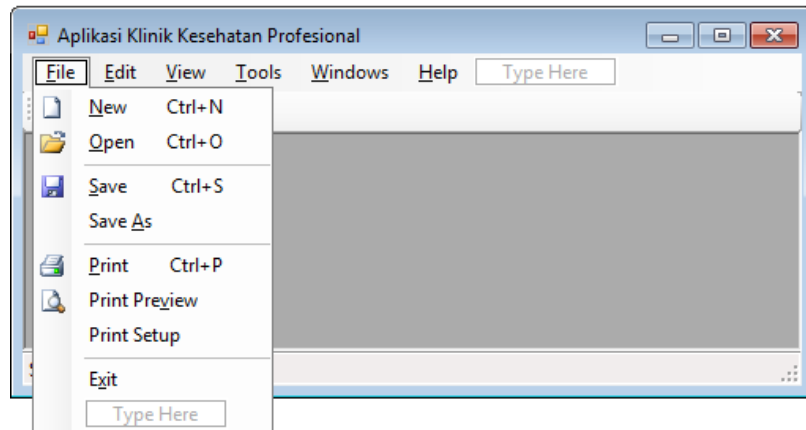 Aplikasi Klinik Kesehatan Profesional
File Edit View Tools Windows Help Type Here
New Ctrl+N
Open Ctrl+O
Save Ctrl+S
Save As
Print Ctrl+P
Print Preview
Print Setup
Exit
Type Here